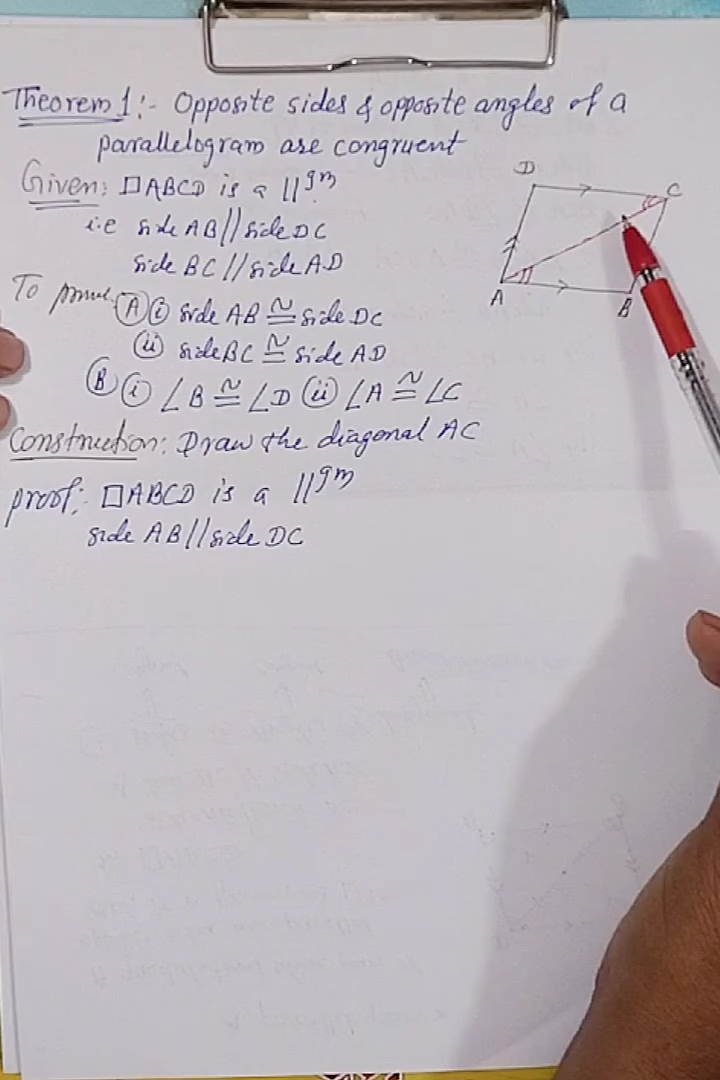 Theorem 1:- Opposite sides & opposite angles of a
parallelogram are congruent
Given: □ABCD is a ||gm
i.e side AB // side DC
side BC // side AD
To prove: Ⓐ ⓘ side AB ≅ side DC
ⓘⓘ side BC ≅ side AD
Ⓑ ⓘ ∠B ≅ ∠D ⓘⓘ ∠A ≅ ∠C
Construction: Draw the diagonal AC
proof:- □ABCD is a ||gm
side AB // side DC
D
C
A
B